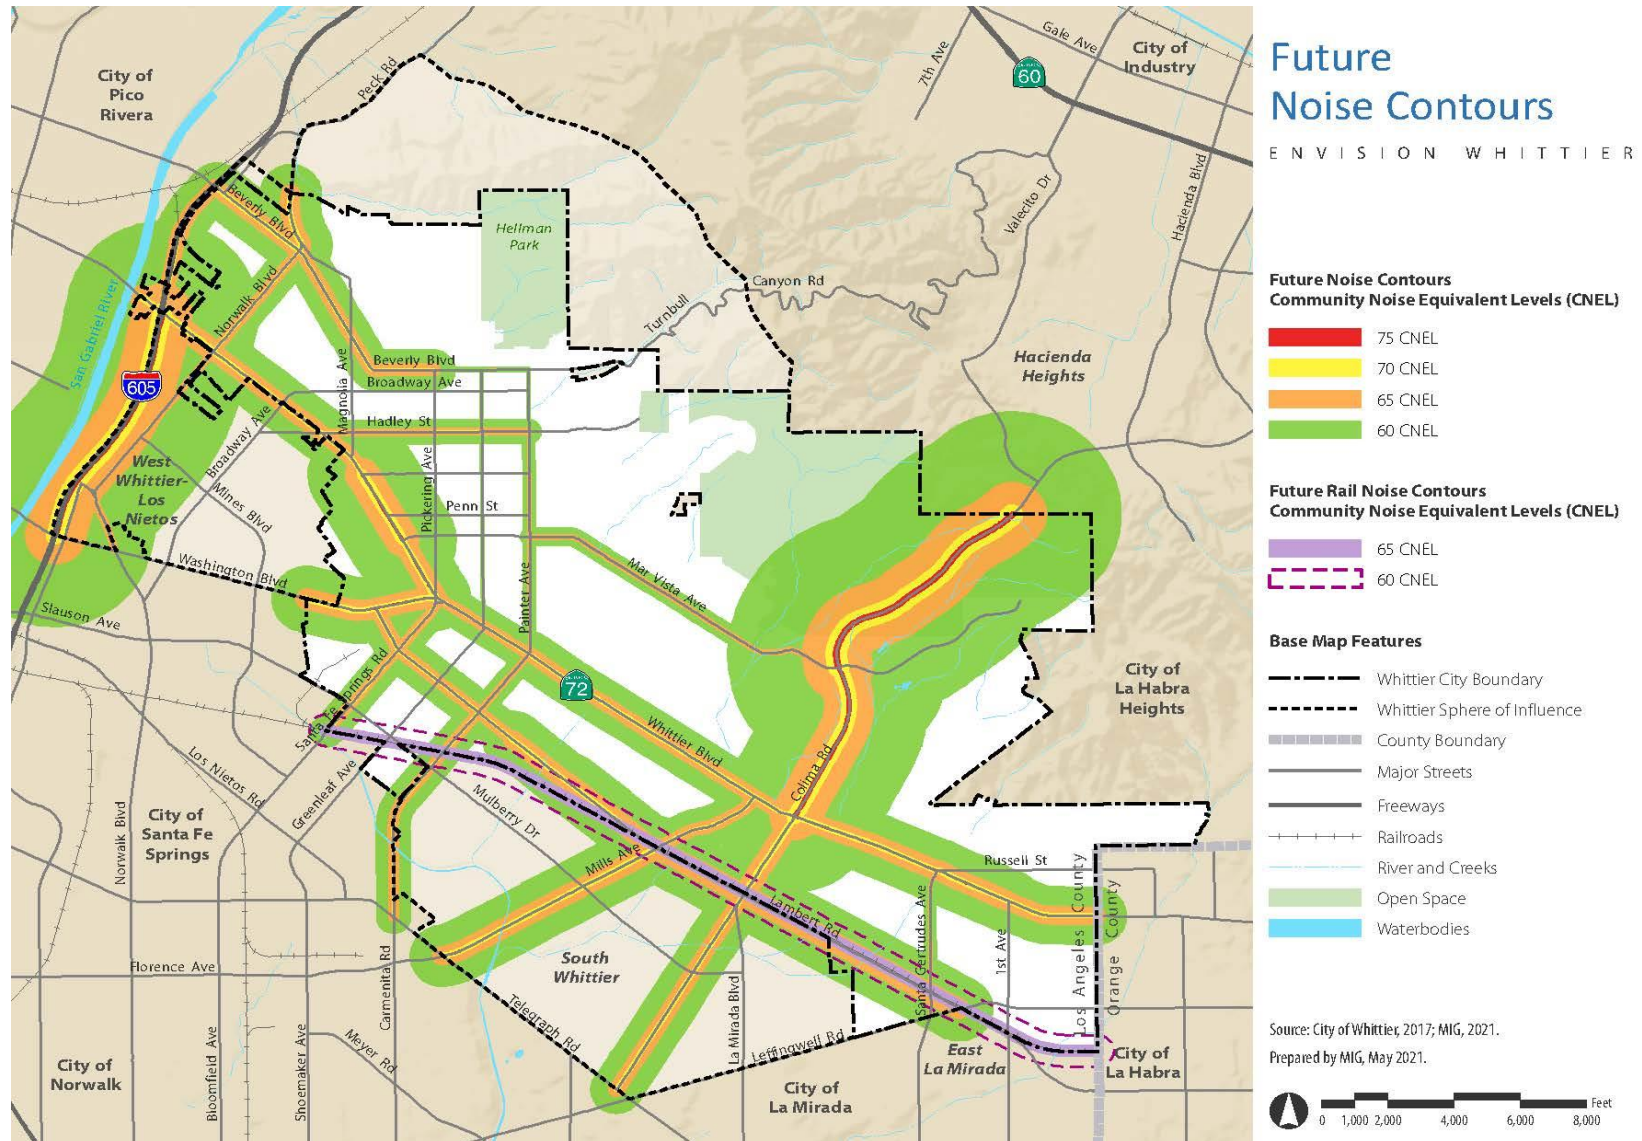 Future
Noise Contours
ENVISION WHITTIER
Future Noise Contours
Community Noise Equivalent Levels (CNEL)
75 CNEL
70 CNEL
65 CNEL
60 CNEL
Future Rail Noise Contours
Community Noise Equivalent Levels (CNEL)
65 CNEL
60 CNEL
Base Map Features
Whittier City Boundary
Whittier Sphere of Influence
County Boundary
Major Streets
Freeways
Railroads
River and Creeks
Open Space
Waterbodies
Source: City of Whittier, 2017; MIG, 2021.
Prepared by MIG, May 2021.
0 1,000 2,000 4,000 6,000 8,000
Feet
City of
Pico
Rivera
Peck Rd
7th Ave
Gale Ave
60
City of
Industry
Hacienda Blvd
Valecito Dr
Beverly Blvd
Hellman
Park
Norwalk Blvd
San Gabriel River
605
Turnbull
Canyon Rd
Hacienda
Heights
Magnolia Ave
Beverly Blvd
Broadway Ave
Hadley St
Broadway Ave
West
Whittier-
Los
Nietos
Mines Blvd
Pickering Ave
Penn St
Washington Blvd
Slauson Ave
Painter Ave
Mar Vista Ave
72
Whittier Blvd
Colima Rd
City of
La Habra
Heights
Santa Fe Springs Rd
Los Nietos Rd
Greenleaf Ave
Mulberry Dr
Norwalk Blvd
City of
Santa Fe
Springs
Mills Ave
Lambert Rd
Russell St
Santa Gertrudes Ave
1st Ave
Los Angeles County
Orange County
Florence Ave
Carmenita Rd
South
Whittier
Telegraph Rd
La Mirada Blvd
Leffingwell Rd
East
La Mirada
City of
La Habra
City of
Norwalk
Bloomfield Ave
Shoemaker Ave
Meyer Rd
City of
La Mirada